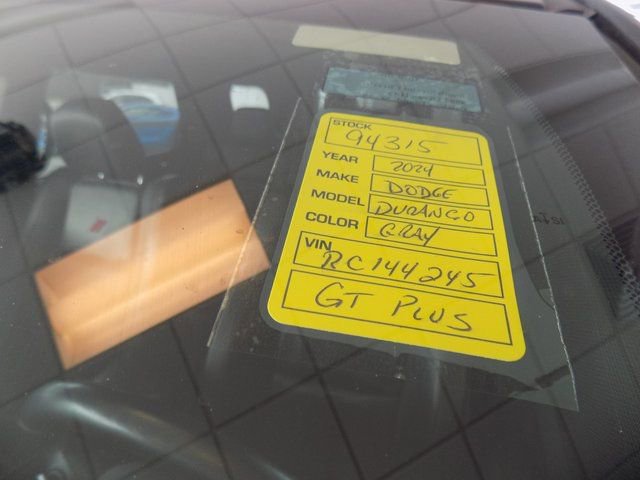 STOCK
94315
YEAR 2024
MAKE DODGE
MODEL DURANGO
COLOR GRAY
VIN
RC144245
GT PLUS